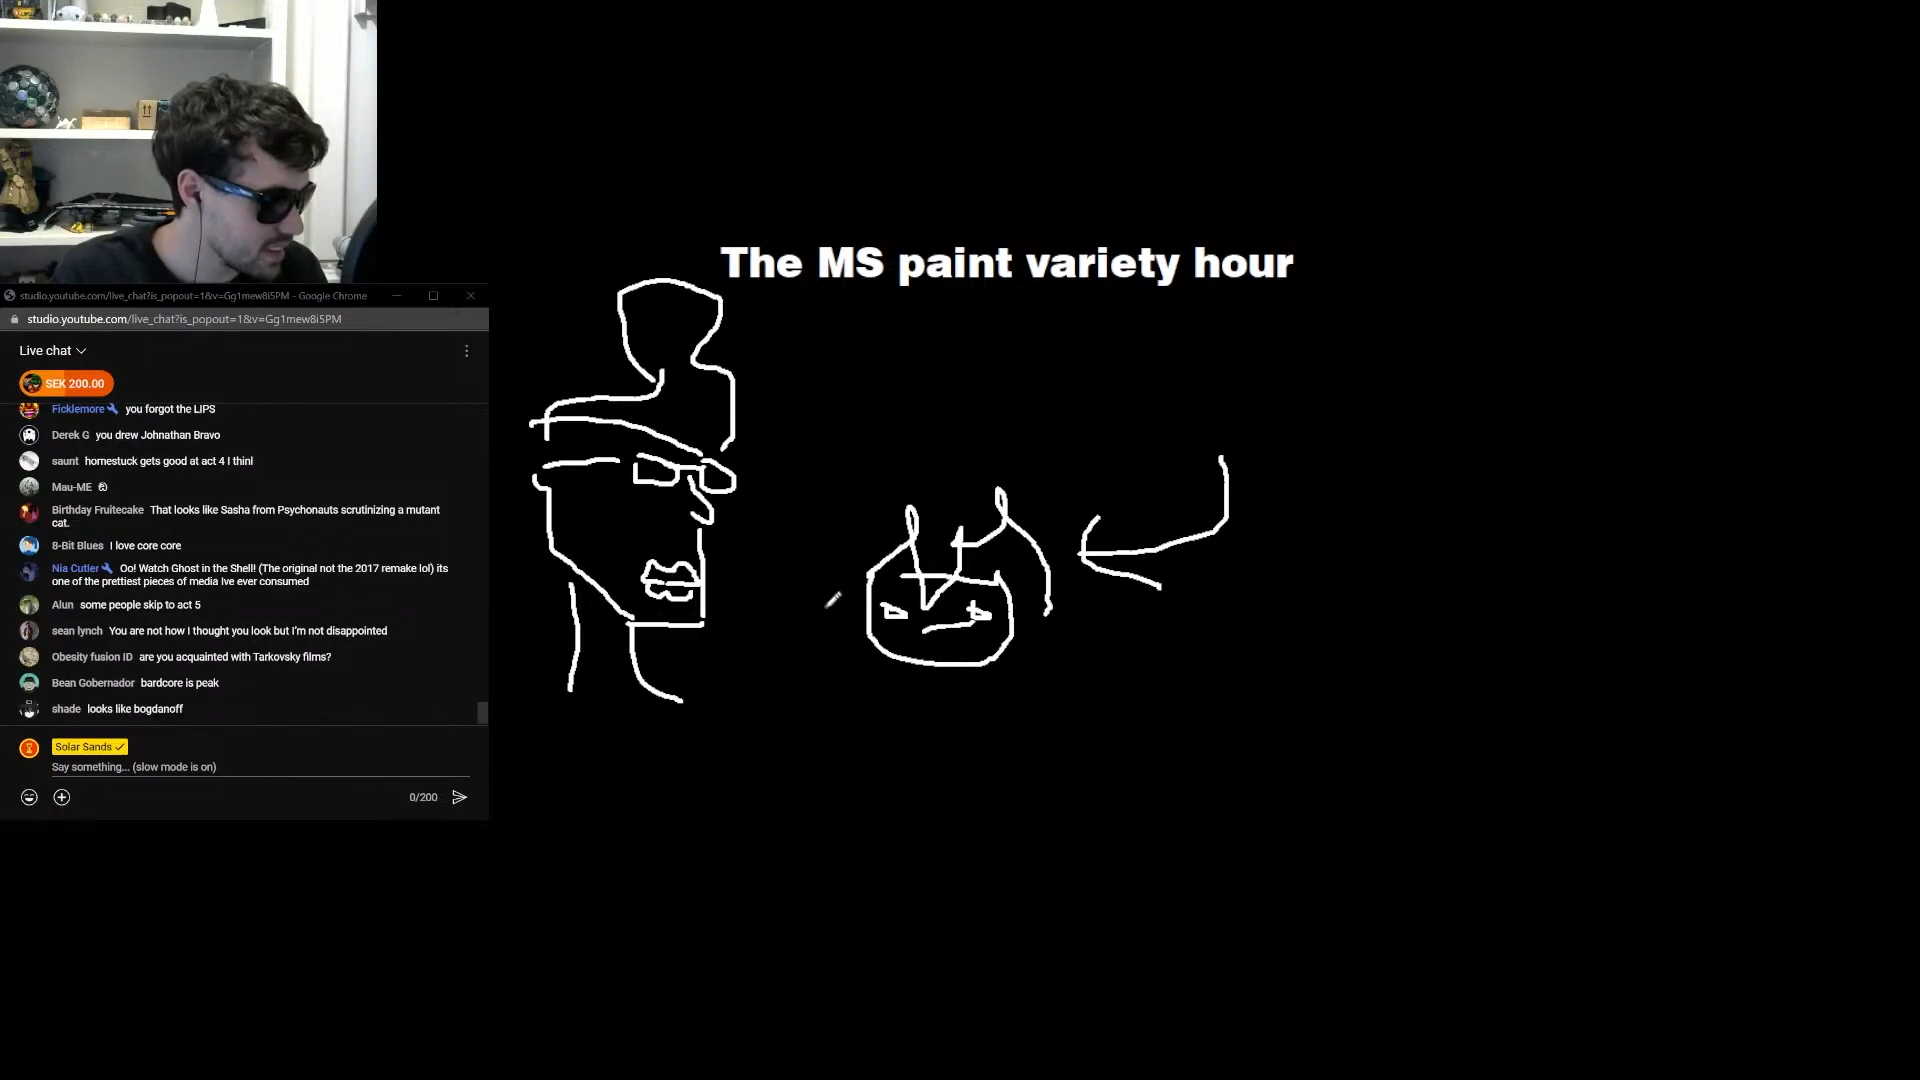 The MS paint variety hour
studio.youtube.com/live_chat?is_popout=1&v=Gg1mew8i5PM - Google Chrome
studio.youtube.com/live_chat?is_popout=1&v=Gg1mew8i5PM
Live chat
SEK 200.00
Ficklemore you forgot the LIPS
Derek G you drew Johnathan Bravo
saunt homestuck gets good at act 4 I thinl
Mau-ME
Birthday Fruitecake That looks like Sasha from Psychonauts scrutinizing a mutant
cat.
8-Bit Blues I love core core
Nia Cutler Oo! Watch Ghost in the Shell! (The original not the 2017 remake lol) its
one of the prettiest pieces of media Ive ever consumed
Alun some people skip to act 5
sean lynch You are not how I thought you look but I'm not disappointed
Obesity fusion ID are you acquainted with Tarkovsky films?
Bean Gobernador bardcore is peak
shade looks like bogdanoff
Solar Sands
Say something... (slow mode is on)
0/200